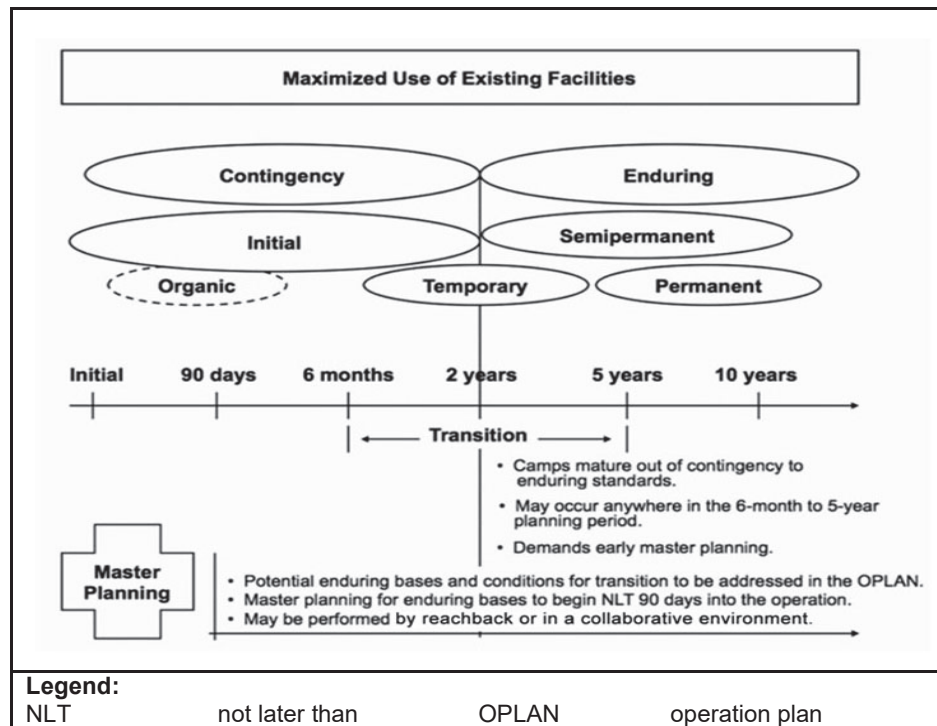 Maximized Use of Existing Facilities
Contingency
Enduring
Initial
Semipermanent
Organic
Temporary
Permanent
Initial 90 days 6 months 2 years 5 years 10 years
Transition
• Camps mature out of contingency to
enduring standards.
• May occur anywhere in the 6-month to 5-year
planning period.
• Demands early master planning.
Master
Planning
• Potential enduring bases and conditions for transition to be addressed in the OPLAN.
• Master planning for enduring bases to begin NLT 90 days into the operation.
• May be performed by reachback or in a collaborative environment.
Legend:
NLT not later than OPLAN operation plan